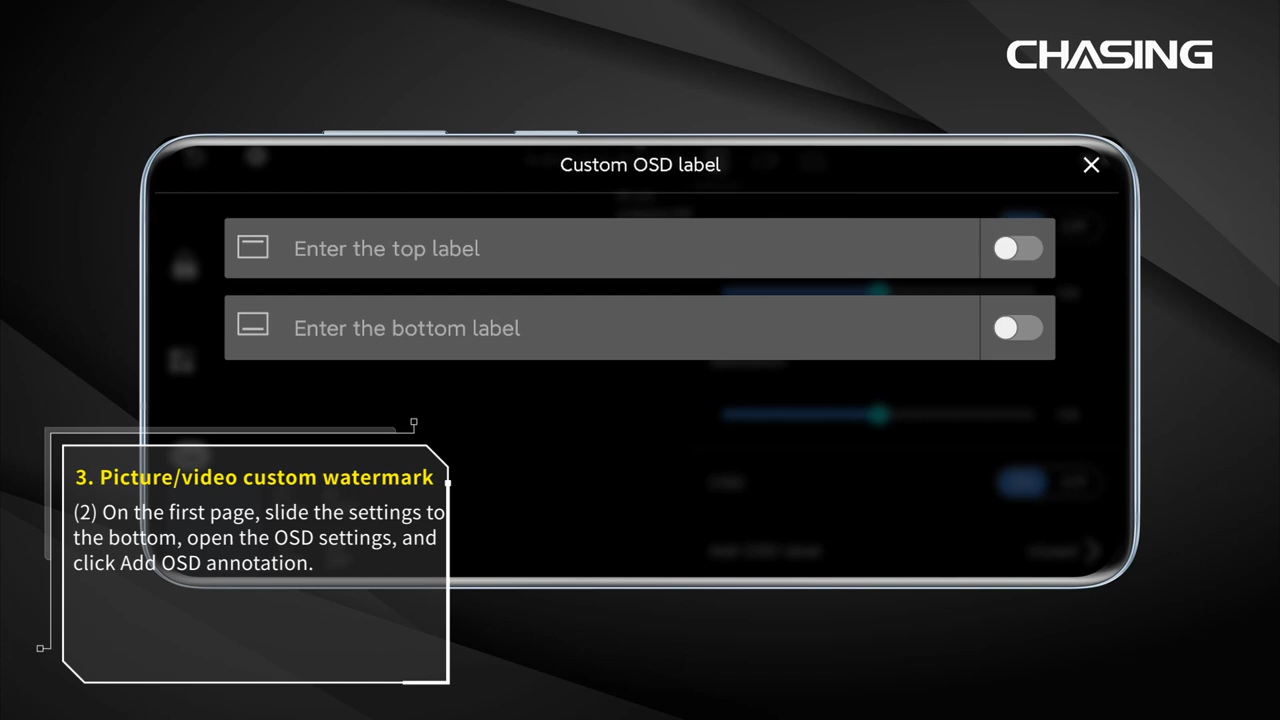 CHASING
Custom OSD label
Enter the top label
Enter the bottom label
3. Picture/video custom watermark
(2) On the first page, slide the settings to
the bottom, open the OSD settings, and
click Add OSD annotation.